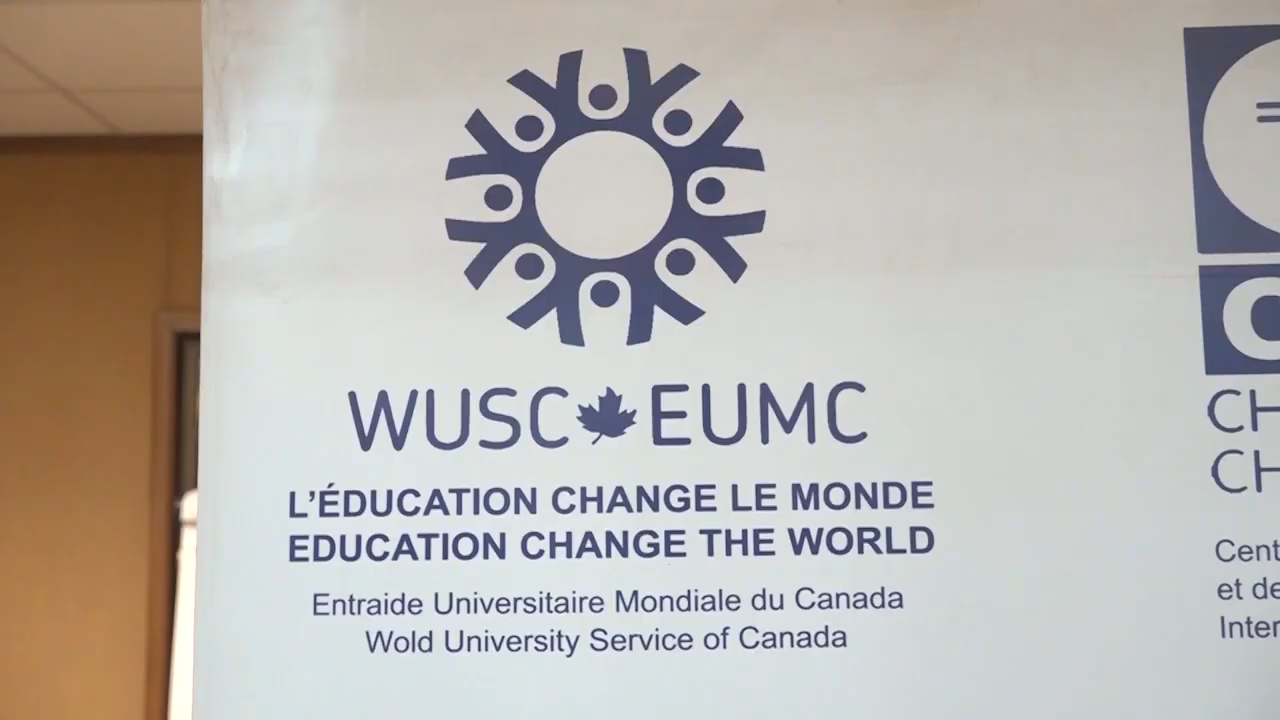 WUSC EUMC
L'ÉDUCATION CHANGE LE MONDE
EDUCATION CHANGE THE WORLD
Entraide Universitaire Mondiale du Canada
Wold University Service of Canada